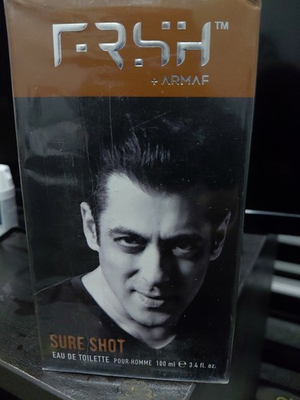 FRSH™
+ ARMAF
SURE SHOT
EAU DE TOILETTE POUR HOMME 100 ml ℮ 3.4 fl. oz.